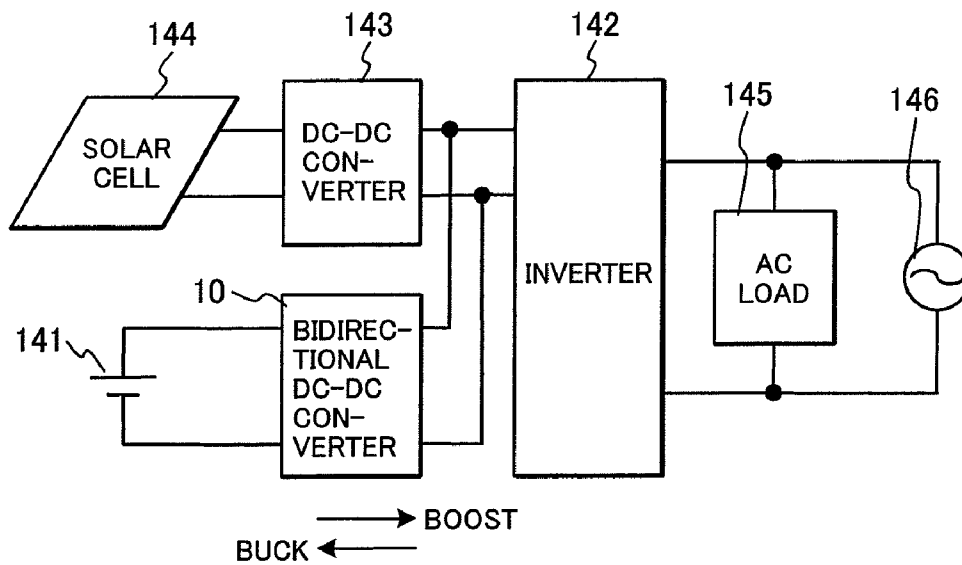 144
143
142
145
146
SOLAR
CELL
DC-DC
CON-
VERTER
INVERTER
AC
LOAD
10
141
BIDIREC-
TIONAL
DC-DC
CON-
VERTER
BOOST
BUCK